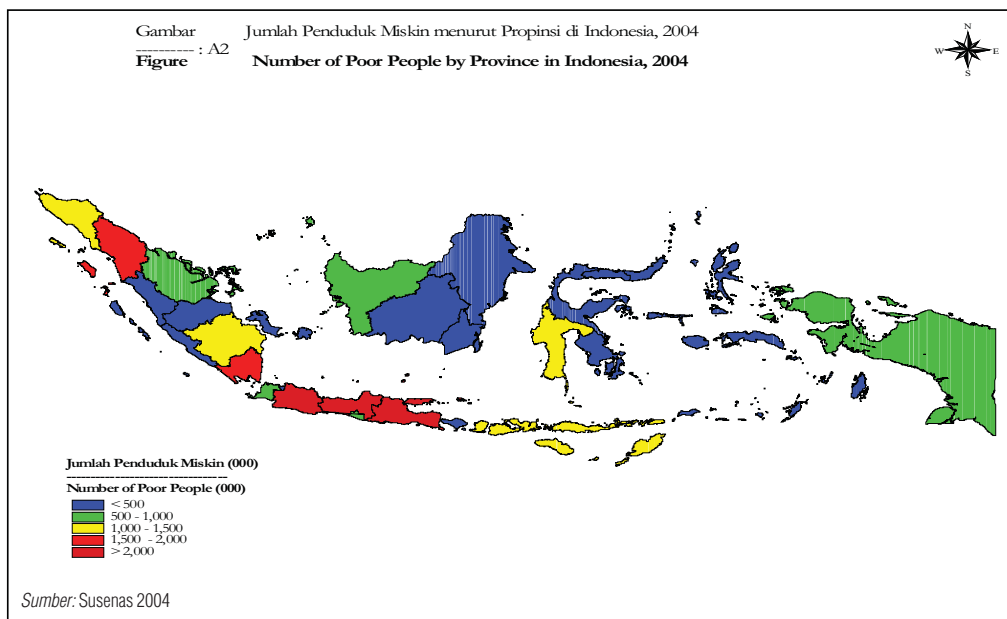 Gambar Jumlah Penduduk Miskin menurut Propinsi di Indonesia, 2004
---------- : A2
Figure Number of Poor People by Province in Indonesia, 2004
N
W E
S
Jumlah Penduduk Miskin (000)
---------------------------------
Number of Poor People (000)
< 500
500 - 1,000
1,000 - 1,500
1,500 - 2,000
> 2,000
Sumber: Susenas 2004